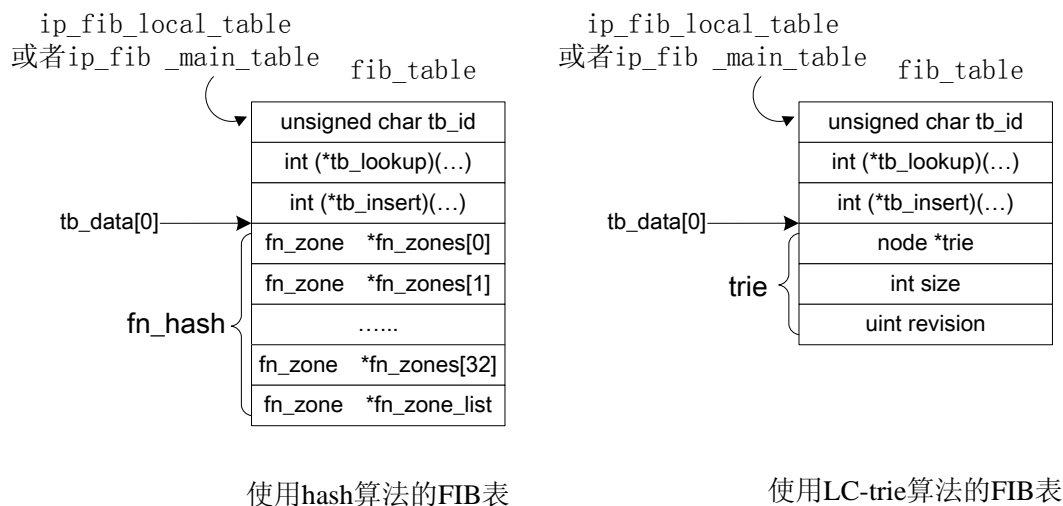 ip_fib_local_table
或者ip_fib _main_table
fib_table
unsigned char tb_id
int (*tb_lookup)(…)
int (*tb_insert)(…)
tb_data[0]
fn_zone *fn_zones[0]
fn_zone *fn_zones[1]
fn_hash
…...
fn_zone *fn_zones[32]
fn_zone *fn_zone_list
使用hash算法的FIB表
ip_fib_local_table
或者ip_fib _main_table
fib_table
unsigned char tb_id
int (*tb_lookup)(…)
int (*tb_insert)(…)
tb_data[0]
node *trie
trie
int size
uint revision
使用LC-trie算法的FIB表